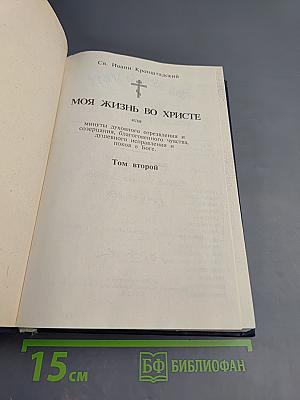 Св. Иоанн Кронштадский
МОЯ ЖИЗНЬ ВО ХРИСТЕ
или
минуты духовного отрезвления и
созерцания, благоговейного чувства,
душевного исправления и
покоя в Боге.
Том второй
15 см
БФ БИБЛИОФАН